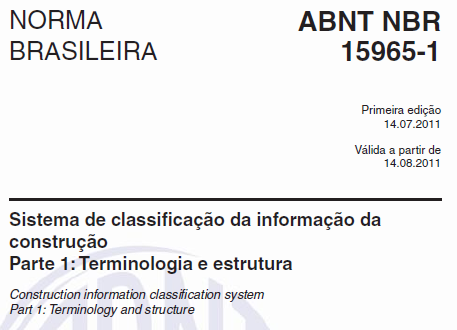 NORMA
BRASILEIRA
ABNT NBR
15965-1
Primeira edição
14.07.2011
Válida a partir de
14.08.2011
Sistema de classificação da informação da
construção
Parte 1: Terminologia e estrutura
Construction information classification system
Part 1: Terminology and structure